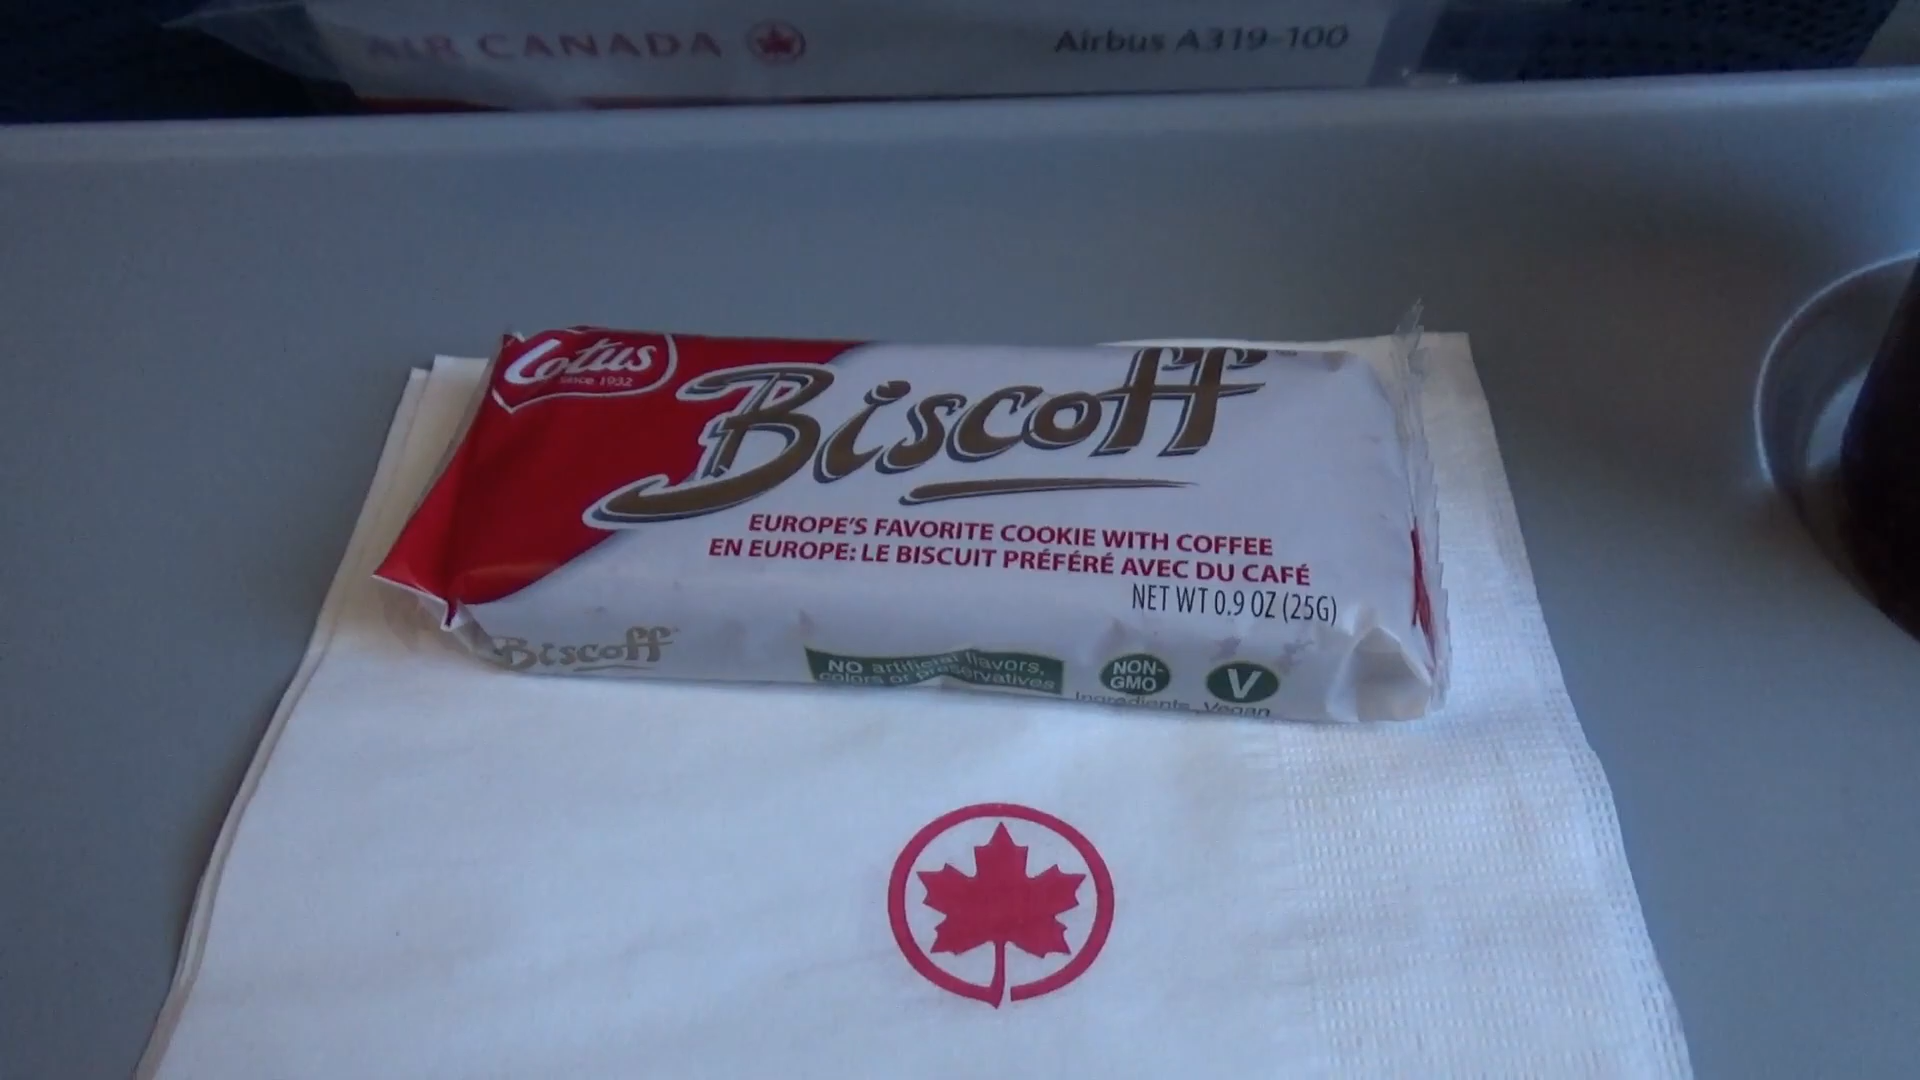 AIR CANADA
Airbus A319-100
Lotus
since 1932
Biscoff
EUROPE'S FAVORITE COOKIE WITH COFFEE
EN EUROPE: LE BISCUIT PRÉFÉRÉ AVEC DU CAFÉ
NET WT 0.9 OZ (25G)
Biscoff
NO artificial flavors,
colors or preservatives
NON-
GMO
Ingredients
V
Vegan